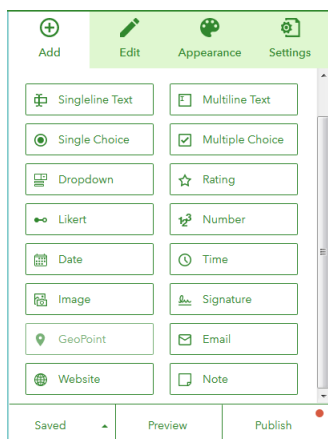 Add Edit Appearance Settings
Singleline Text Multiline Text
Single Choice Multiple Choice
Dropdown Rating
Likert Number
Date Time
Image Signature
GeoPoint Email
Website Note
Saved Preview Publish